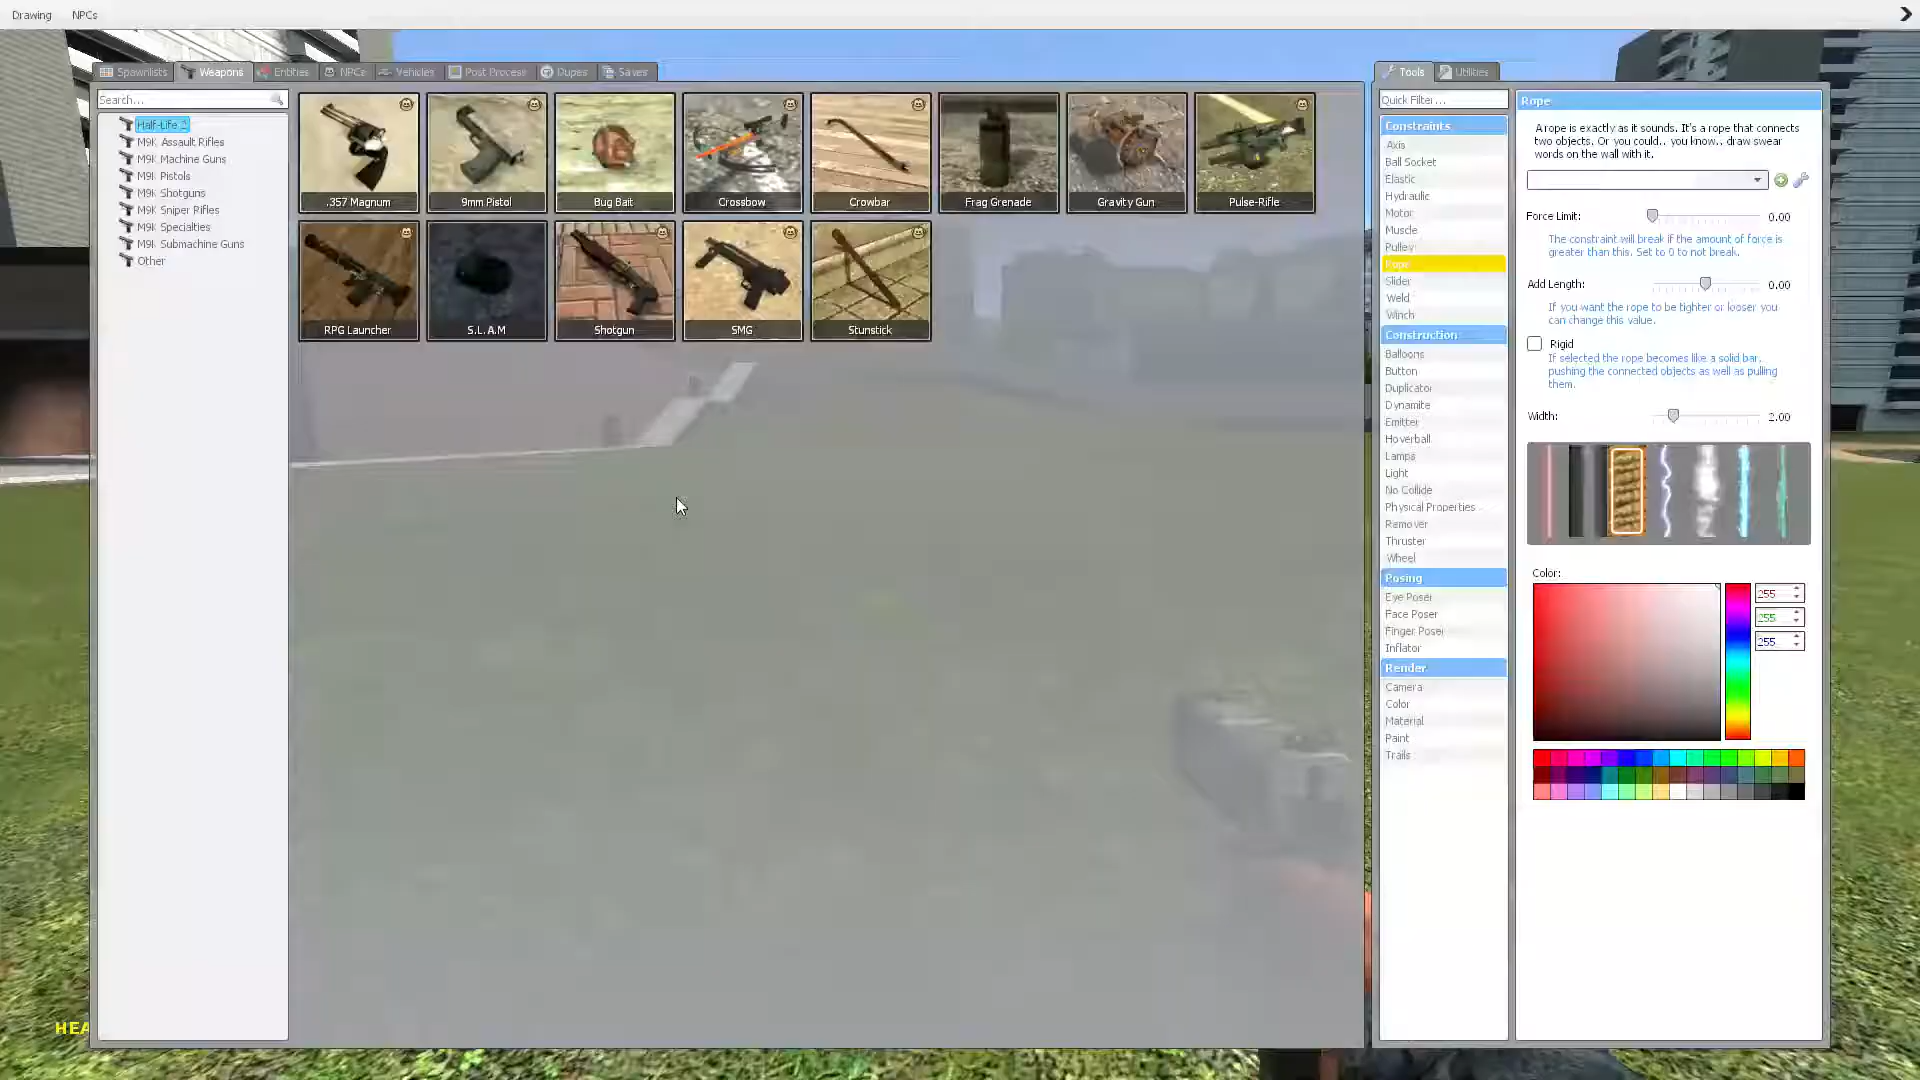 Drawing NPCs
Spawnlists Weapons Entities NPCs Vehicles Post Process Dupes Saves
Search...
Half-Life 2
M9K Assault Rifles
M9K Machine Guns
M9K Pistols
M9K Shotguns
M9K Sniper Rifles
M9K Specialties
M9K Submachine Guns
Other
.357 Magnum
9mm Pistol
Bug Bait
Crossbow
Crowbar
Frag Grenade
Gravity Gun
Pulse-Rifle
RPG Launcher
S.L.A.M
Shotgun
SMG
Stunstick
HEA
Tools Utilities
Quick Filter...
Constraints
Axis
Ball Socket
Elastic
Hydraulic
Motor
Muscle
Pulley
Rope
Slider
Weld
Winch
Construction
Balloons
Button
Duplicator
Dynamite
Emitter
Hoverball
Lamps
Light
No Collide
Physical Properties
Remover
Thruster
Wheel
Posing
Eye Poser
Face Poser
Finger Poser
Inflator
Render
Camera
Color
Material
Paint
Trails
Rope
A rope is exactly as it sounds. It's a rope that connects
two objects. Or you could.. you know.. draw swear
words on the wall with it.
Force Limit: 0.00
The constraint will break if the amount of force is
greater than this. Set to 0 to not break.
Add Length: 0.00
If you want the rope to be tighter or looser you
can change this value.
Rigid
If selected the rope becomes like a solid bar,
pushing the connected objects as well as pulling
them.
Width: 2.00
Color:
255
255
255